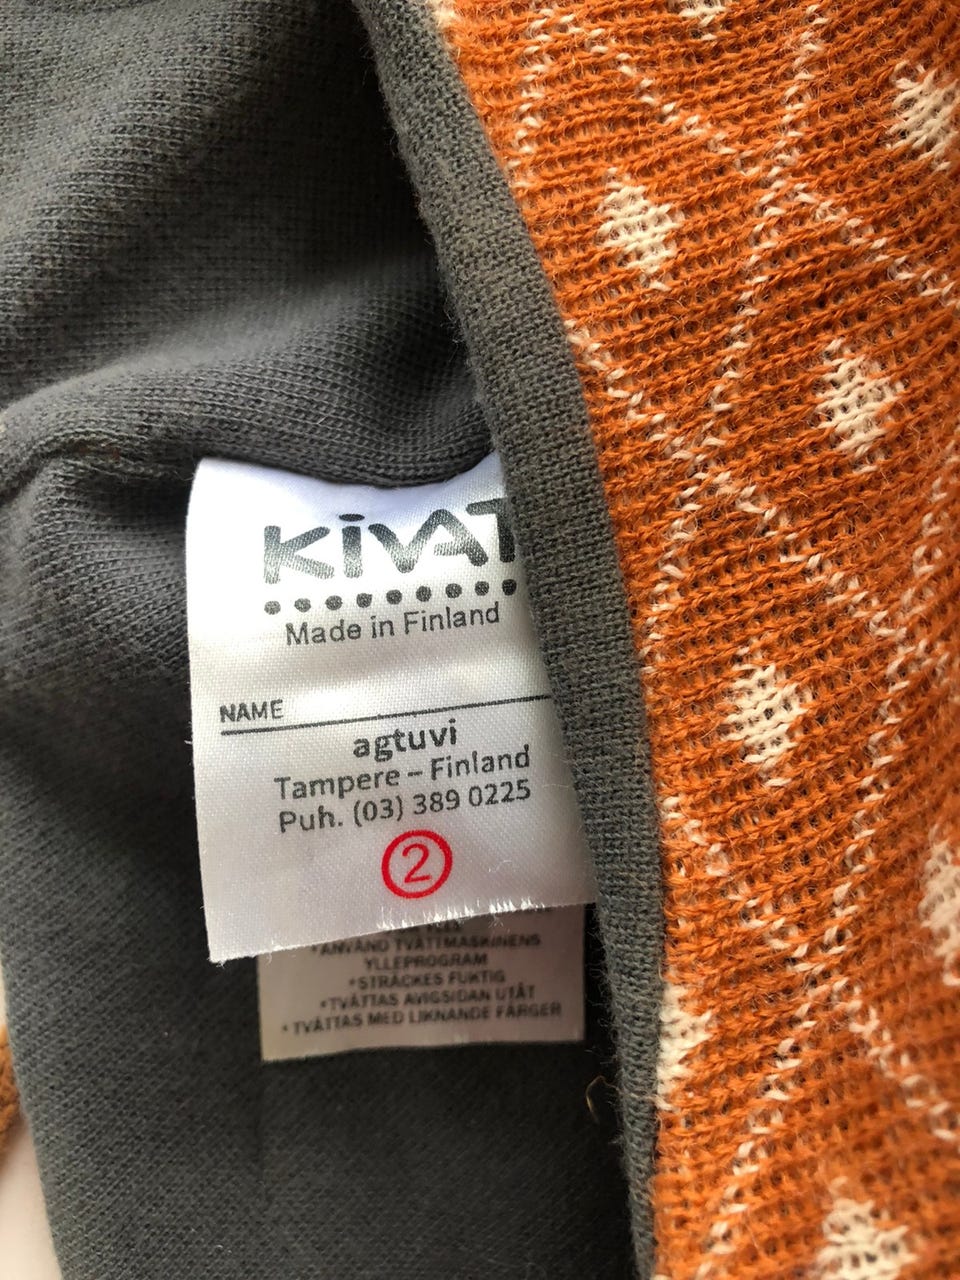 KiVAT
Made in Finland
NAME
agtuvi
Tampere – Finland
Puh. (03) 389 0225
2
*ANVÄND TVÄTTMASKINENS
YLLEPROGRAM
*STRÄCKES FUKTIG
*TVÄTTAS AVIGSIDAN UTÅT
*TVÄTTAS MED LIKNANDE FÄRGER